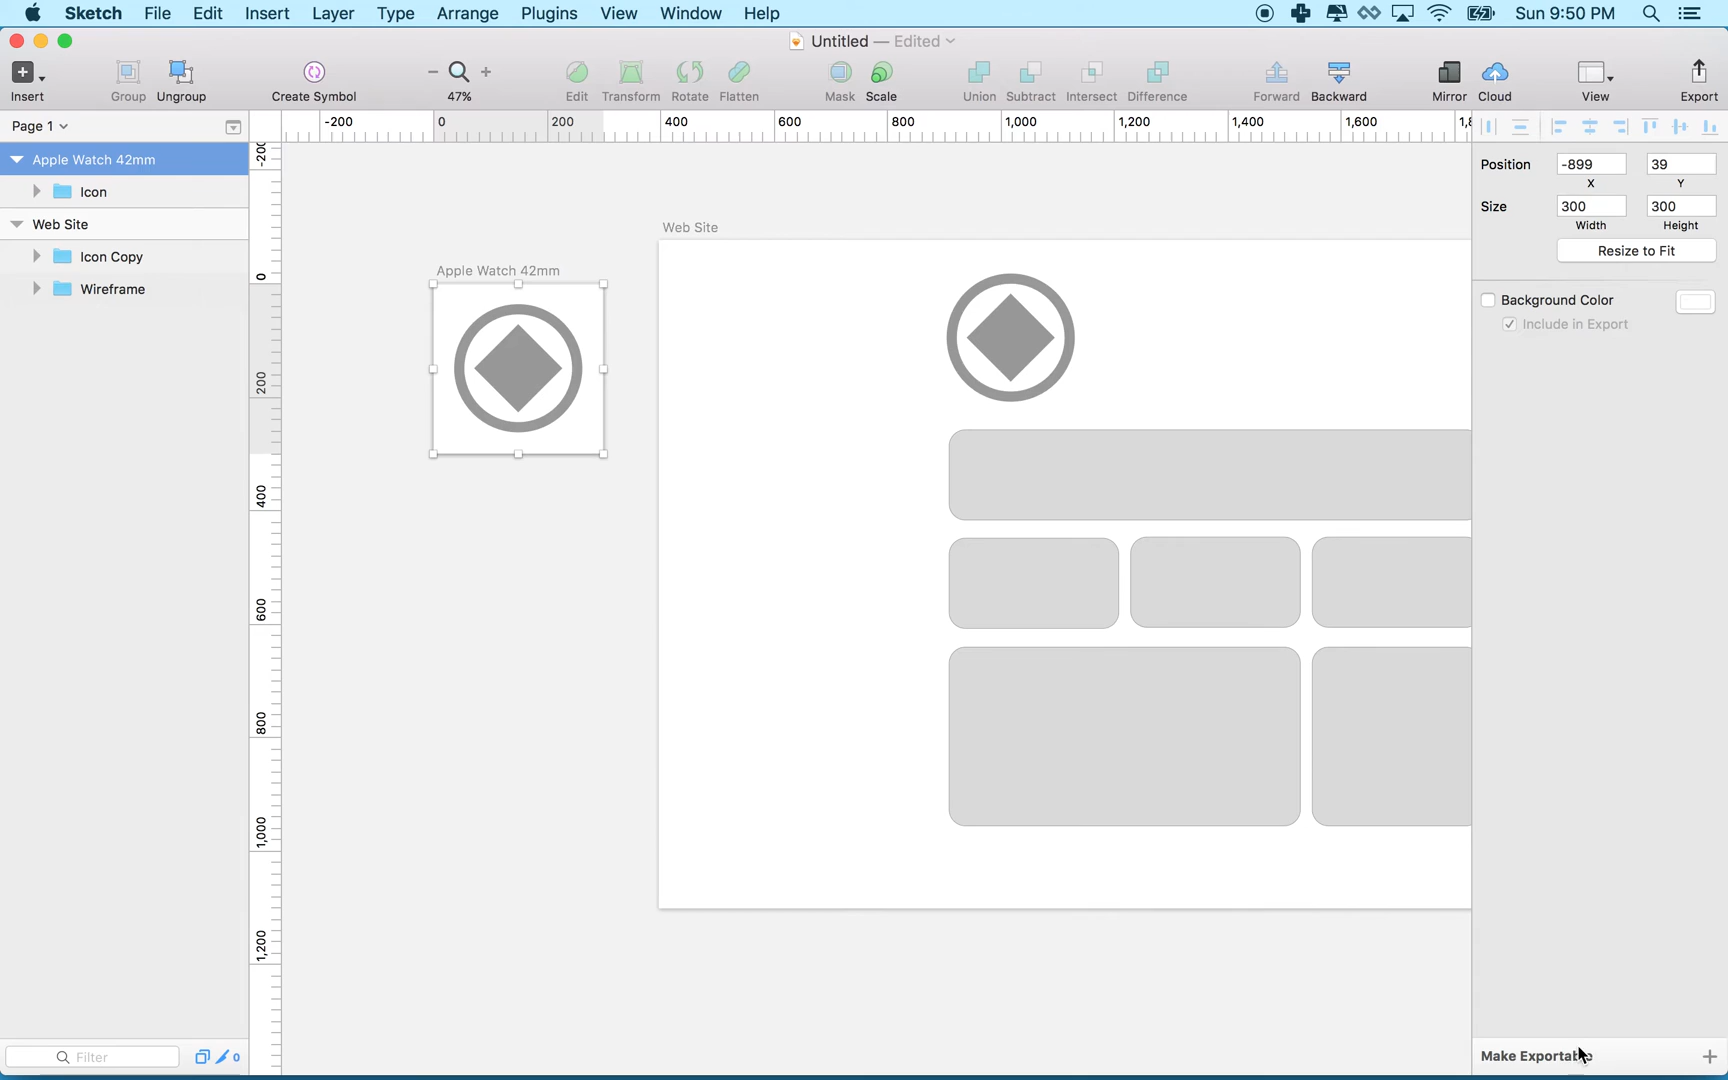 Sketch File Edit Insert Layer Type Arrange Plugins View Window Help Sun 9:50 PM
Untitled — Edited
Insert Group Ungroup Create Symbol 47% Edit Transform Rotate Flatten Mask Scale Union Subtract Intersect Difference Forward Backward Mirror Cloud View Export
Page 1
-200 0 200 400 600 800 1,000 1,200 1,400 1,600
Apple Watch 42mm
Icon
Web Site
Icon Copy
Wireframe
0
200
400
600
800
1,000
1,200
Web Site
Apple Watch 42mm
Position -899 39
X Y
Size 300 300
Width Height
Resize to Fit
Background Color
Include in Export
Filter 0
Make